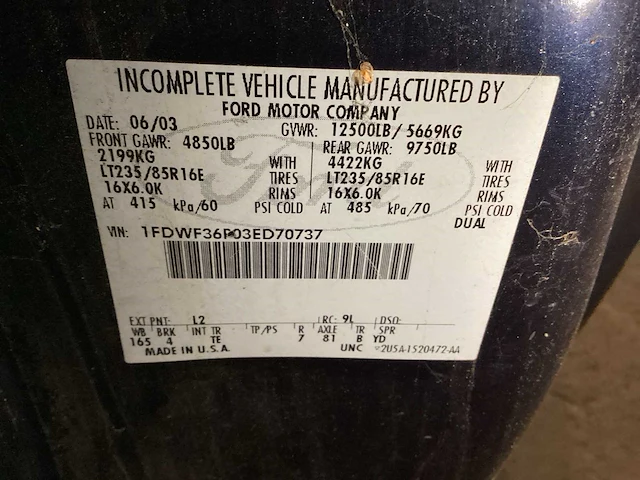 INCOMPLETE VEHICLE MANUFACTURED BY
FORD MOTOR COMPANY
DATE: 06/03 GVWR: 12500LB/ 5669KG
FRONT GAWR: 4850LB REAR GAWR: 9750LB
2199KG WITH 4422KG WITH
LT235/85R16E TIRES LT235/85R16E TIRES
16X6.0K RIMS 16X6.0K RIMS
AT 415 kPa/60 PSI COLD AT 485 kPa/70 PSI COLD
DUAL
VIN: 1FDWF36P03ED70737
Ford
EXT PNT: L2 RC: 9L DSO:
WB BRK INT TR TP/PS R AXLE TR SPR
165 4 TE 7 81 B YD
MADE IN U.S.A. UNC *2U5A-1520472-AA